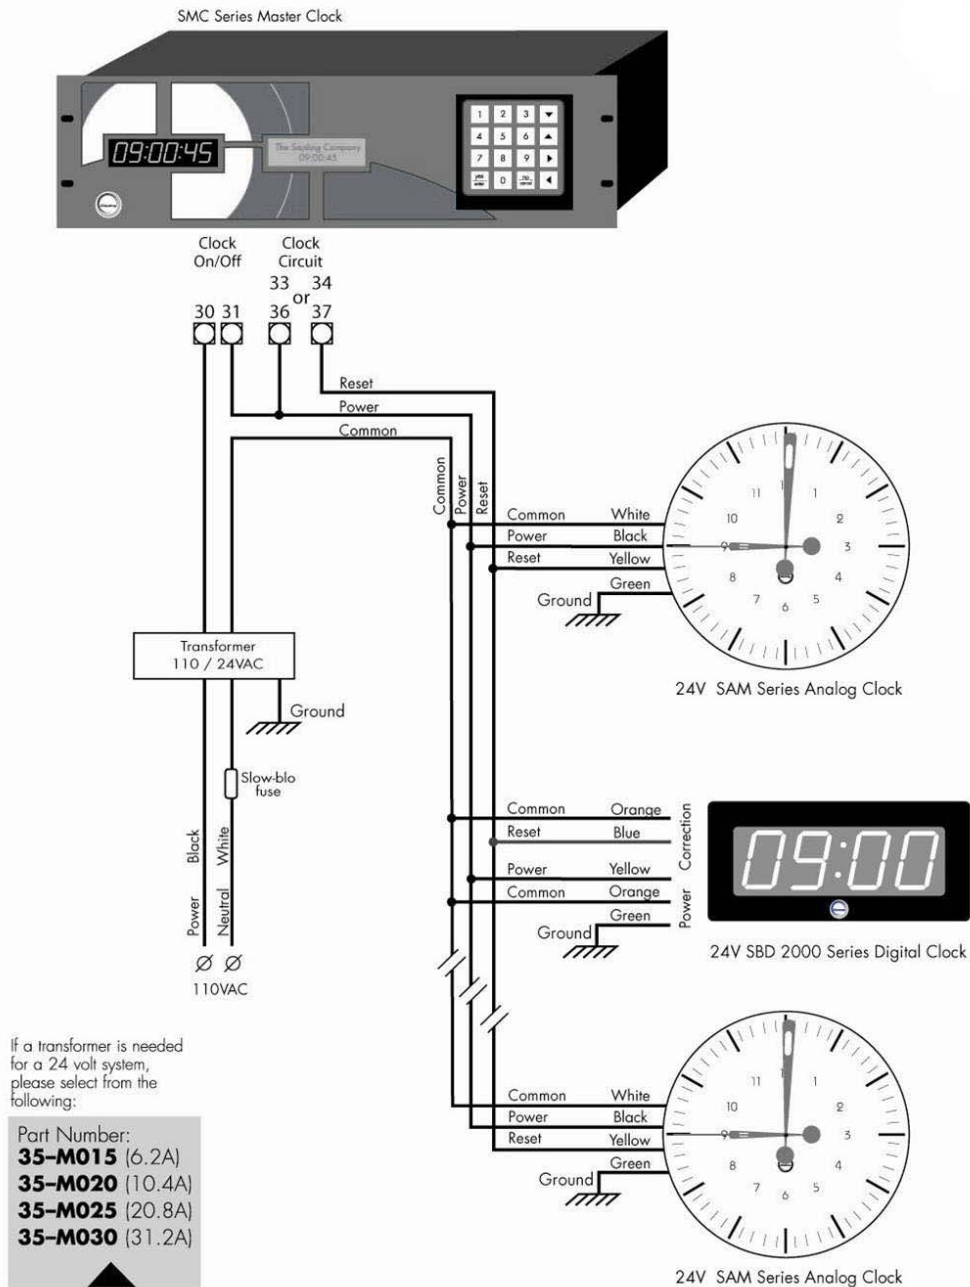 SMC Series Master Clock
09:00:45
The Sapling Company
09:00:45
1 2 3
4 5 6
7 8 9
yes
enter
0
no
cancel
Clock
On/Off
Clock
Circuit
33 34
or
30 31 36 37
Reset
Power
Common
Common
Power
Reset
Common White
Power Black
Reset Yellow
Green
Ground
11 1 1
10 2
9 3
8 4
7 6 5
24V SAM Series Analog Clock
Transformer
110 / 24VAC
Ground
Slow-blo
fuse
Power Black
Neutral White
110VAC
Common Orange
Reset Blue
Correction
Power Yellow
Common Orange
Green
Power
Ground
09:00
24V SBD 2000 Series Digital Clock
If a transformer is needed
for a 24 volt system,
please select from the
following:
Part Number:
35–M015 (6.2A)
35–M020 (10.4A)
35–M025 (20.8A)
35–M030 (31.2A)
Common White
Power Black
Reset Yellow
Green
Ground
11 1 1
10 2
9 3
8 4
7 6 5
24V SAM Series Analog Clock